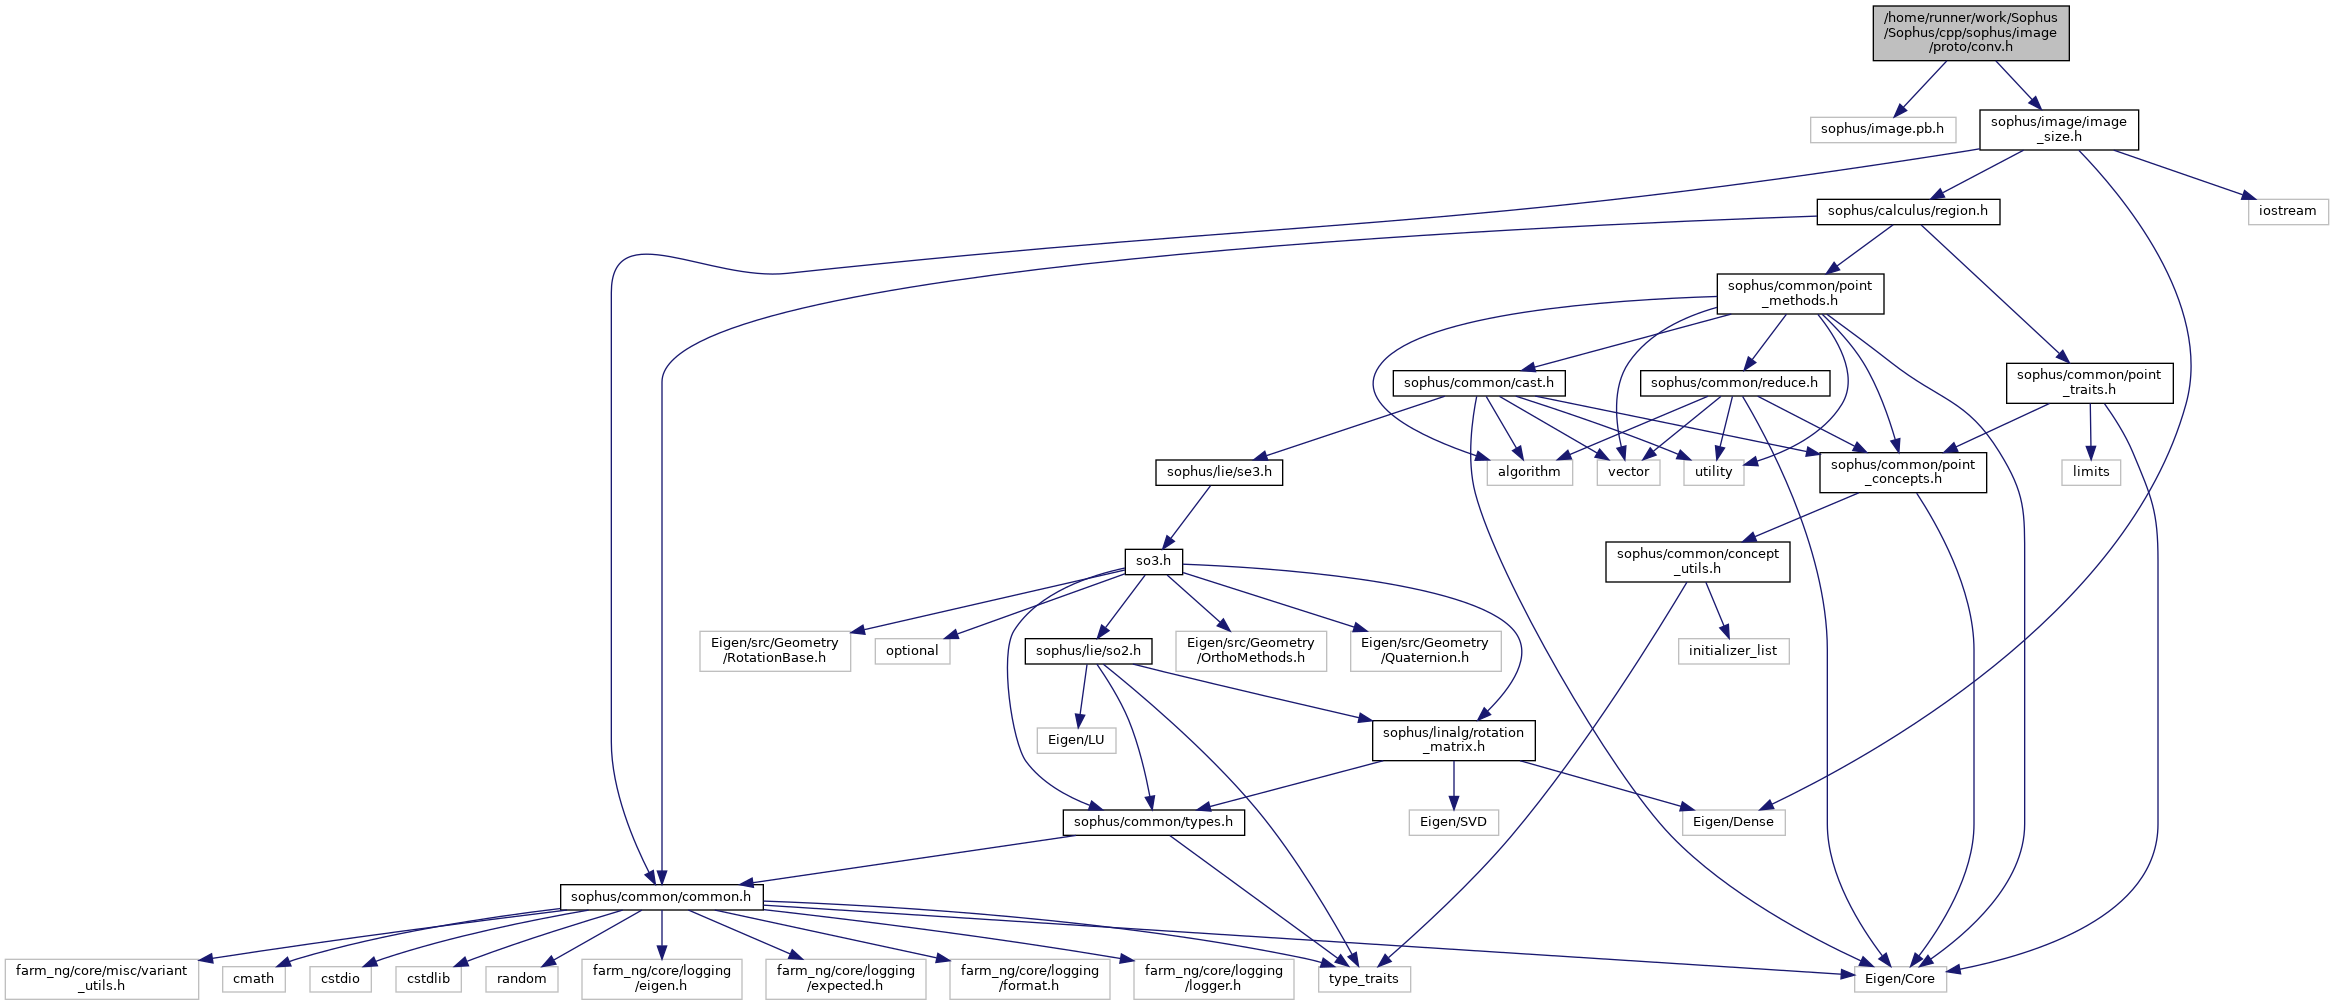 /home/runner/work/Sophus
/Sophus/cpp/sophus/image
/proto/conv.h
sophus/image.pb.h
sophus/image/image
_size.h
sophus/calculus/region.h
iostream
sophus/common/point
_methods.h
sophus/common/cast.h
sophus/common/reduce.h
sophus/common/point
_traits.h
sophus/lie/se3.h
algorithm
vector
utility
sophus/common/point
_concepts.h
limits
so3.h
sophus/common/concept
_utils.h
Eigen/src/Geometry
/RotationBase.h
optional
sophus/lie/so2.h
Eigen/src/Geometry
/OrthoMethods.h
Eigen/src/Geometry
/Quaternion.h
initializer_list
Eigen/LU
sophus/linalg/rotation
_matrix.h
sophus/common/types.h
Eigen/SVD
Eigen/Dense
sophus/common/common.h
farm_ng/core/misc/variant
_utils.h
cmath
cstdio
cstdlib
random
farm_ng/core/logging
/eigen.h
farm_ng/core/logging
/expected.h
farm_ng/core/logging
/format.h
farm_ng/core/logging
/logger.h
type_traits
Eigen/Core